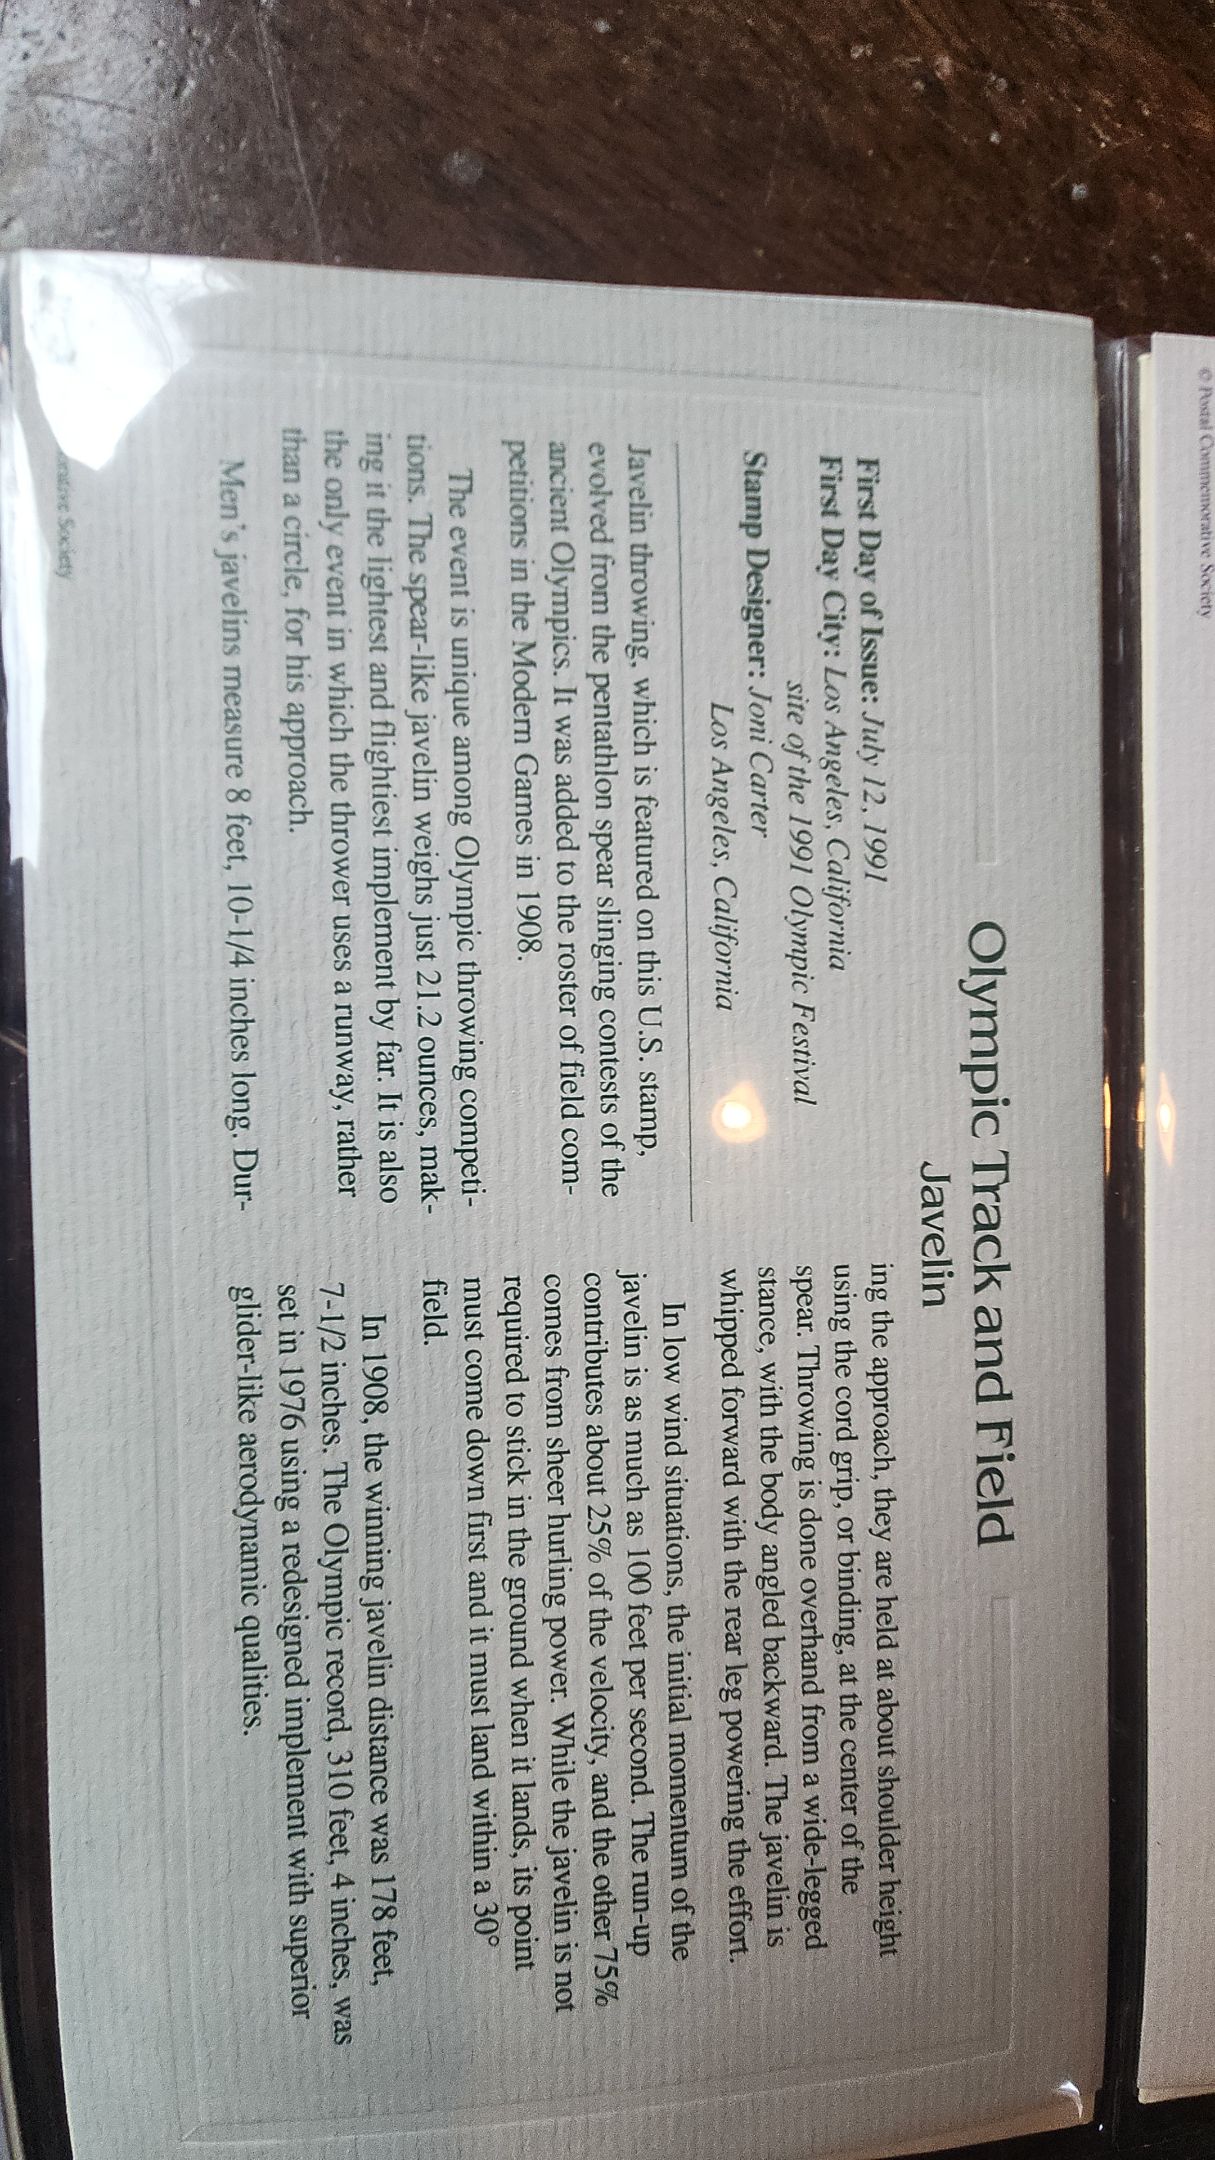 © Postal Commemorative Society
Olympic Track and Field
Javelin
First Day of Issue: July 12, 1991
First Day City: Los Angeles, California
site of the 1991 Olympic Festival
Stamp Designer: Joni Carter
Los Angeles, California
Javelin throwing, which is featured on this U.S. stamp,
evolved from the pentathlon spear slinging contests of the
ancient Olympics. It was added to the roster of field com-
petitions in the Modern Games in 1908.
The event is unique among Olympic throwing competi-
tions. The spear-like javelin weighs just 21.2 ounces, mak-
ing it the lightest and flightiest implement by far. It is also
the only event in which the thrower uses a runway, rather
than a circle, for his approach.
Men's javelins measure 8 feet, 10-1/4 inches long. Dur-
ing the approach, they are held at about shoulder height
using the cord grip, or binding, at the center of the
spear. Throwing is done overhand from a wide-legged
stance, with the body angled backward. The javelin is
whipped forward with the rear leg powering the effort.
In low wind situations, the initial momentum of the
javelin is as much as 100 feet per second. The run-up
contributes about 25% of the velocity, and the other 75%
comes from sheer hurling power. While the javelin is not
required to stick in the ground when it lands, its point
must come down first and it must land within a 30°
field.
In 1908, the winning javelin distance was 178 feet,
7-1/2 inches. The Olympic record, 310 feet, 4 inches, was
set in 1976 using a redesigned implement with superior
glider-like aerodynamic qualities.
Society